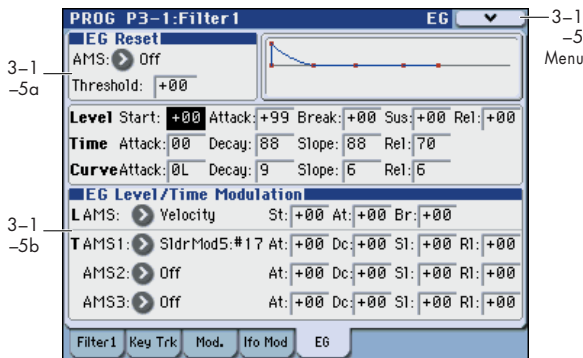 PROG P3-1:Filter1 EG
3–1
–5
Menu
EG Reset
AMS: Off
3–1
–5a
Threshold: +00
Level Start: +00 Attack: +99 Break: +00 Sus: +00 Rel: +00
Time Attack: 00 Decay: 88 Slope: 88 Rel: 70
Curve Attack: 0L Decay: 9 Slope: 6 Rel: 6
EG Level/Time Modulation
3–1
–5b
L AMS: Velocity St: +00 At: +00 Br: +00
T AMS1: SldrMod5:#17 At: +00 Dc: +00 Sl: +00 Rl: +00
AMS2: Off At: +00 Dc: +00 Sl: +00 Rl: +00
AMS3: Off At: +00 Dc: +00 Sl: +00 Rl: +00
Filter1 Key Trk Mod. lfo Mod EG